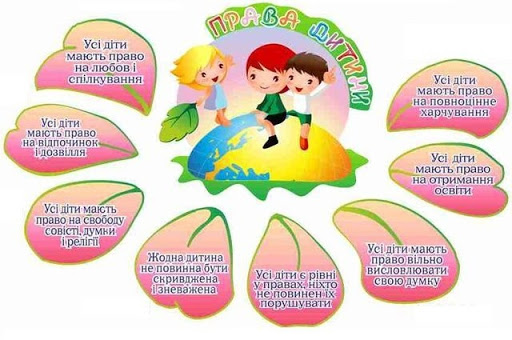 ПРАВА ДИТИНИ
Усі діти
мають право
на любов і
спілкування
Усі діти
мають право
на відпочинок
і дозвілля
Усі діти мають
право на свободу
совісті, думки
і релігії
Жодна дитина
не повинна бути
скривджена
і зневажена
Усі діти є рівні
у правах, ніхто
не повинен їх
порушувати
Усі діти мають
право вільно
висловлювати
свою думку
Усі діти
мають право
на отримання
освіти
Усі діти
мають право
на повноцінне
харчування